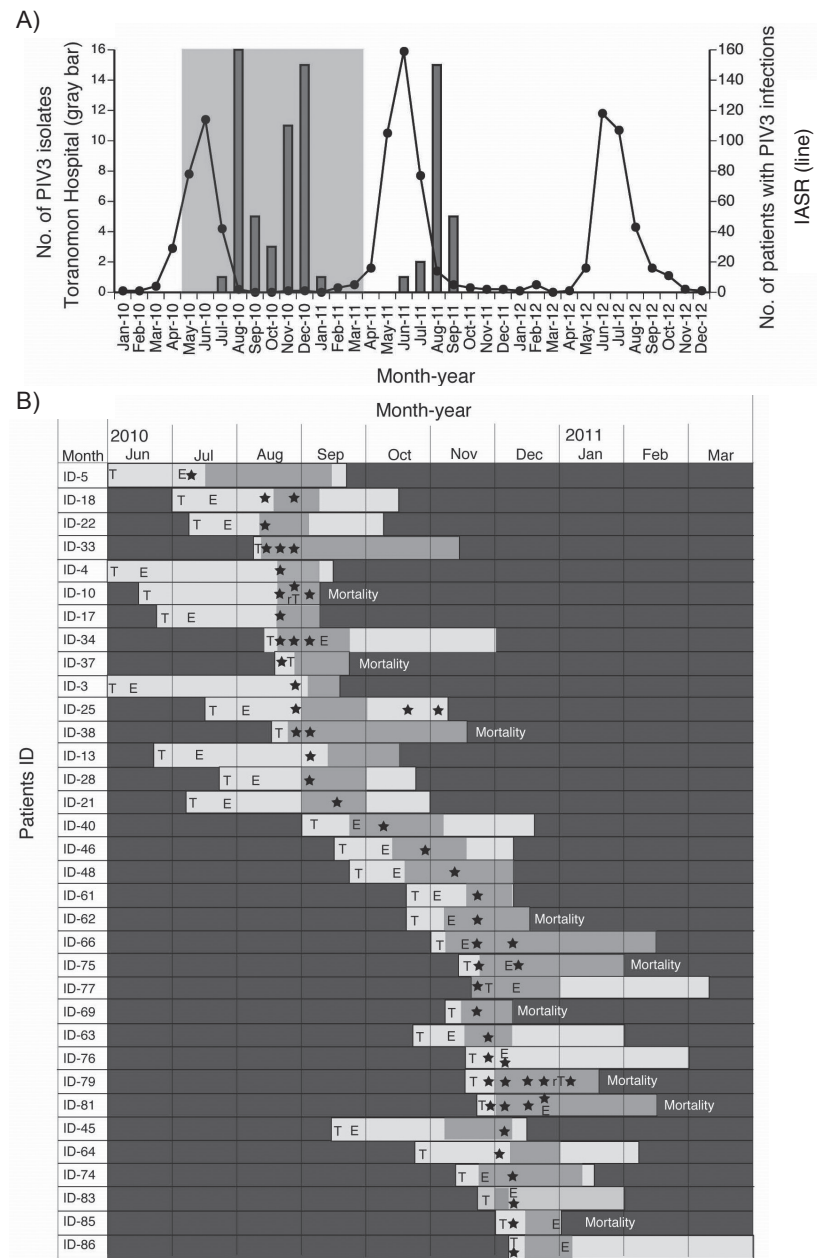 A)
No. of PIV3 isolates
Toranomon Hospital (gray bar)
16
14
12
10
8
6
4
2
0
160
140
120
100
80
60
40
20
0
No. of patients with PIV3 infections
IASR (line)
Jan-10
Feb-10
Mar-10
Apr-10
May-10
Jun-10
Jul-10
Aug-10
Sep-10
Oct-10
Nov-10
Dec-10
Jan-11
Feb-11
Mar-11
Apr-11
May-11
Jun-11
Jul-11
Aug-11
Sep-11
Oct-11
Nov-11
Dec-11
Jan-12
Feb-12
Mar-12
Apr-12
May-12
Jun-12
Jul-12
Aug-12
Sep-12
Oct-12
Nov-12
Dec-12
Month-year
B)
Month-year
2010 2011
Month Jun Jul Aug Sep Oct Nov Dec Jan Feb Mar
Patients ID
ID-5 T E
ID-18 T E
ID-22 T E
ID-33 T
ID-4 T E
ID-10 T rT Mortality
ID-17 T E
ID-34 T E
ID-37 T Mortality
ID-3 T E
ID-25 T E
ID-38 T Mortality
ID-13 T E
ID-28 T E
ID-21 T E
ID-40 T E
ID-46 T E
ID-48 T E
ID-61 T E
ID-62 T E Mortality
ID-66 T E
ID-75 T E Mortality
ID-77 T E
ID-69 T Mortality
ID-63 T E
ID-76 T E
ID-79 T rT Mortality
ID-81 T E Mortality
ID-45 T E
ID-64 T
ID-74 T E
ID-83 T E
ID-85 T E Mortality
ID-86 T E